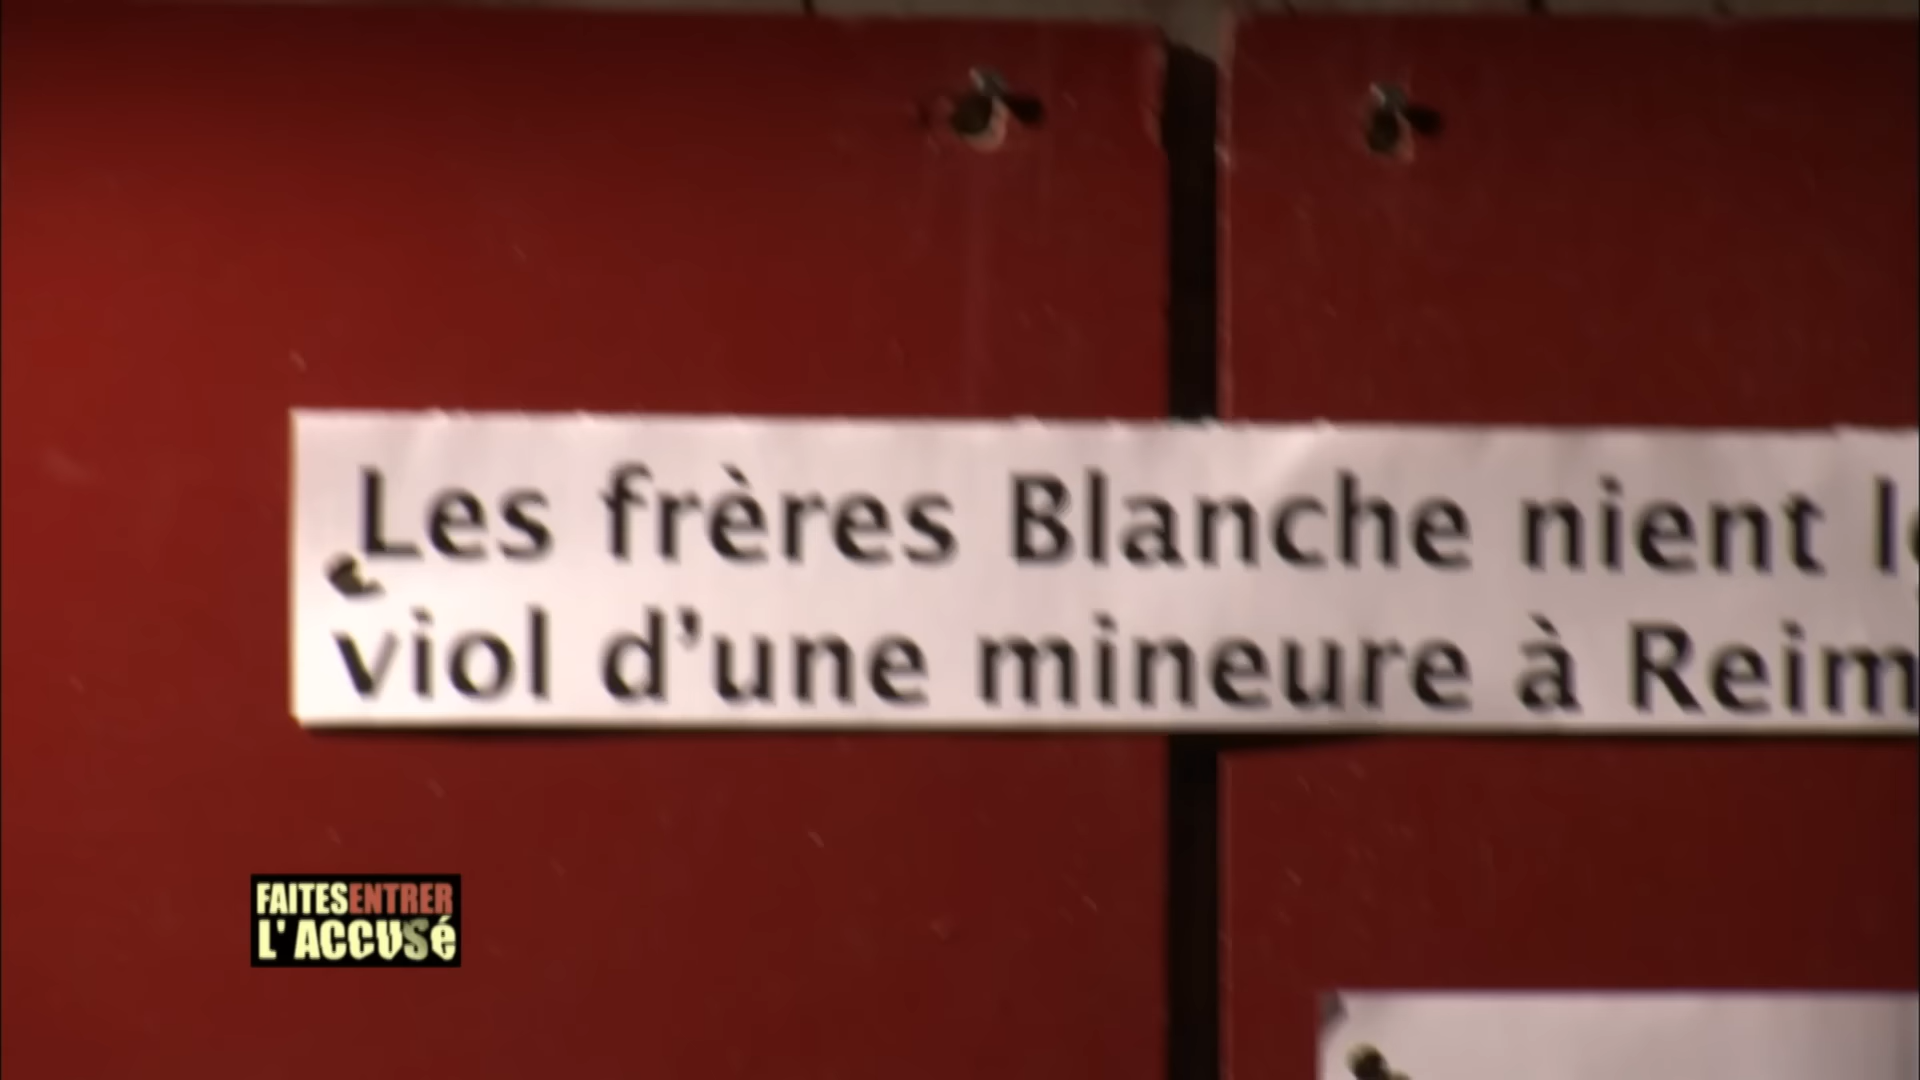 Les frères Blanche nient l
viol d'une mineure à Reim
FAITES ENTRER
L'ACCUSÉ